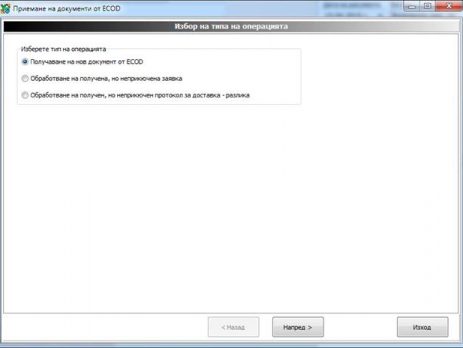 Приемане на документи от ECOD
Избор на типа на операцията
Изберете тип на операцията
Получаване на нов документ от ECOD
Обработване на получена, но неприключена заявка
Обработване на получен, но неприключен протокол за доставка - разлика
< Назад
Напред >
Изход